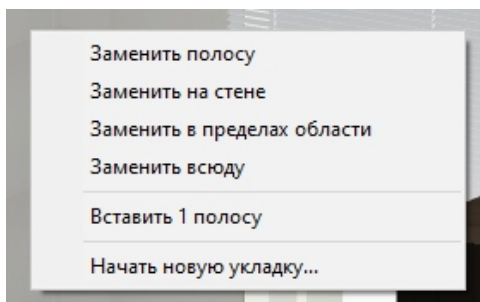 Заменить полосу
Заменить на стене
Заменить в пределах области
Заменить всюду
Вставить 1 полосу
Начать новую укладку...